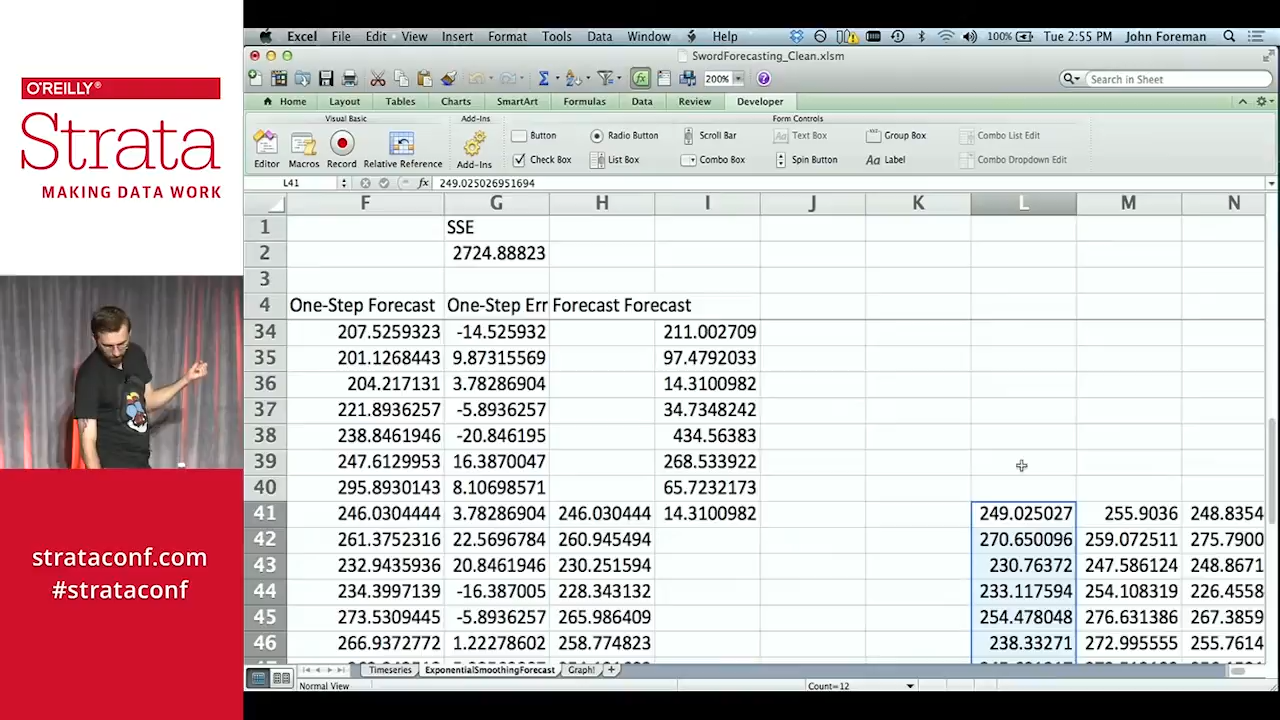 O'REILLY®
Strata
MAKING DATA WORK
strataconf.com
#strataconf
Excel File Edit View Insert Format Tools Data Window Help 100% Tue 2:55 PM John Foreman
SwordForecasting_Clean.xlsm
200% Search in Sheet
Home Layout Tables Charts SmartArt Formulas Data Review Developer
Visual Basic Add-Ins Form Controls
Editor Macros Record Relative Reference Add-Ins
Button Radio Button Scroll Bar Text Box Group Box Combo List Edit
Check Box List Box Combo Box Spin Button Aa Label Combo Dropdown Edit
L41 fx 249.025026951694
F G H I J K L M N
1 SSE
2 2724.88823
3
4 One-Step Forecast One-Step Err Forecast Forecast
34 207.5259323 -14.525932 211.002709
35 201.1268443 9.87315569 97.4792033
36 204.217131 3.78286904 14.3100982
37 221.8936257 -5.8936257 34.7348242
38 238.8461946 -20.846195 434.56383
39 247.6129953 16.3870047 268.533922
40 295.8930143 8.10698571 65.7232173
41 246.0304444 3.78286904 246.030444 14.3100982 249.025027 255.9036 248.8354
42 261.3752316 22.5696784 260.945494 270.650096 259.072511 275.7900
43 232.9435936 20.8461946 230.251594 230.76372 247.586124 248.8671
44 234.3997139 -16.387005 228.343132 233.117594 254.108319 226.4558
45 273.5309445 -5.8936257 265.986409 254.478048 276.631386 267.3859
46 266.9372772 1.22278602 258.774823 238.33271 272.995555 255.7614
Timeseries ExponentialSmoothingForecast Graph!
Normal View Count=12